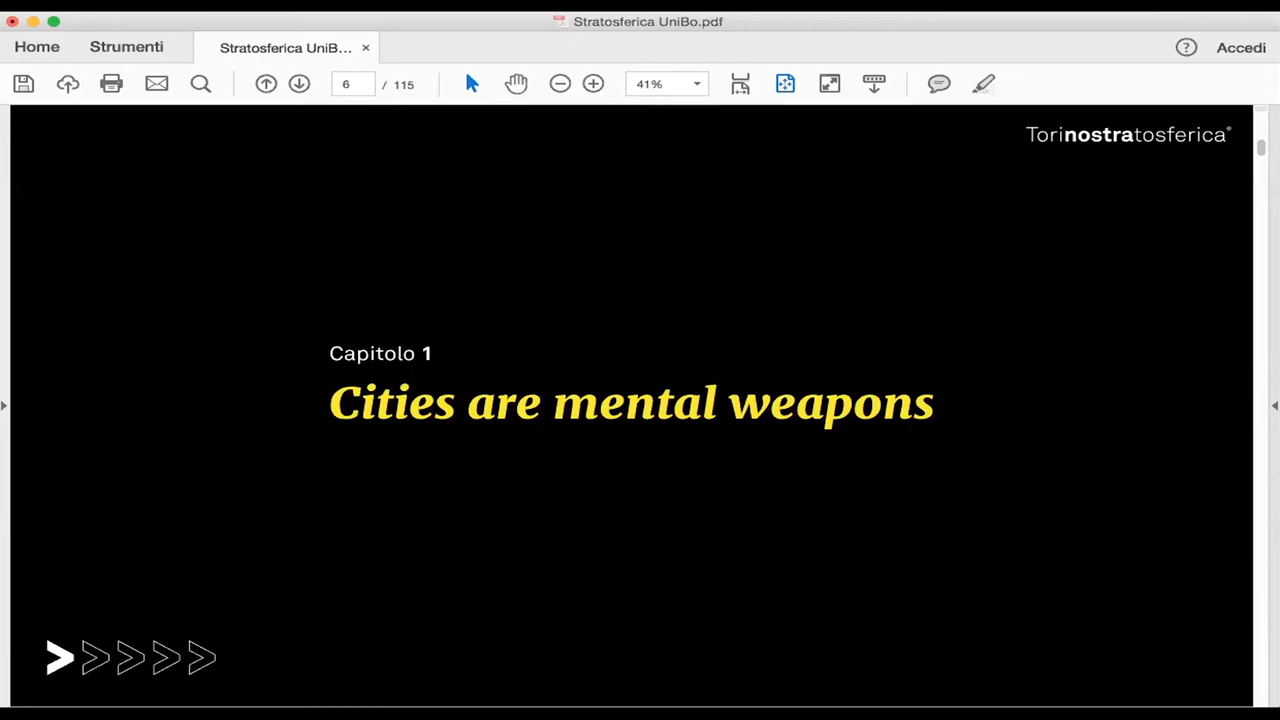 Stratosferica UniBo.pdf
Home
Strumenti
Stratosferica UniB... ×
?
Accedi
6 / 115
41%
Torinostratosferica®
Capitolo 1
Cities are mental weapons